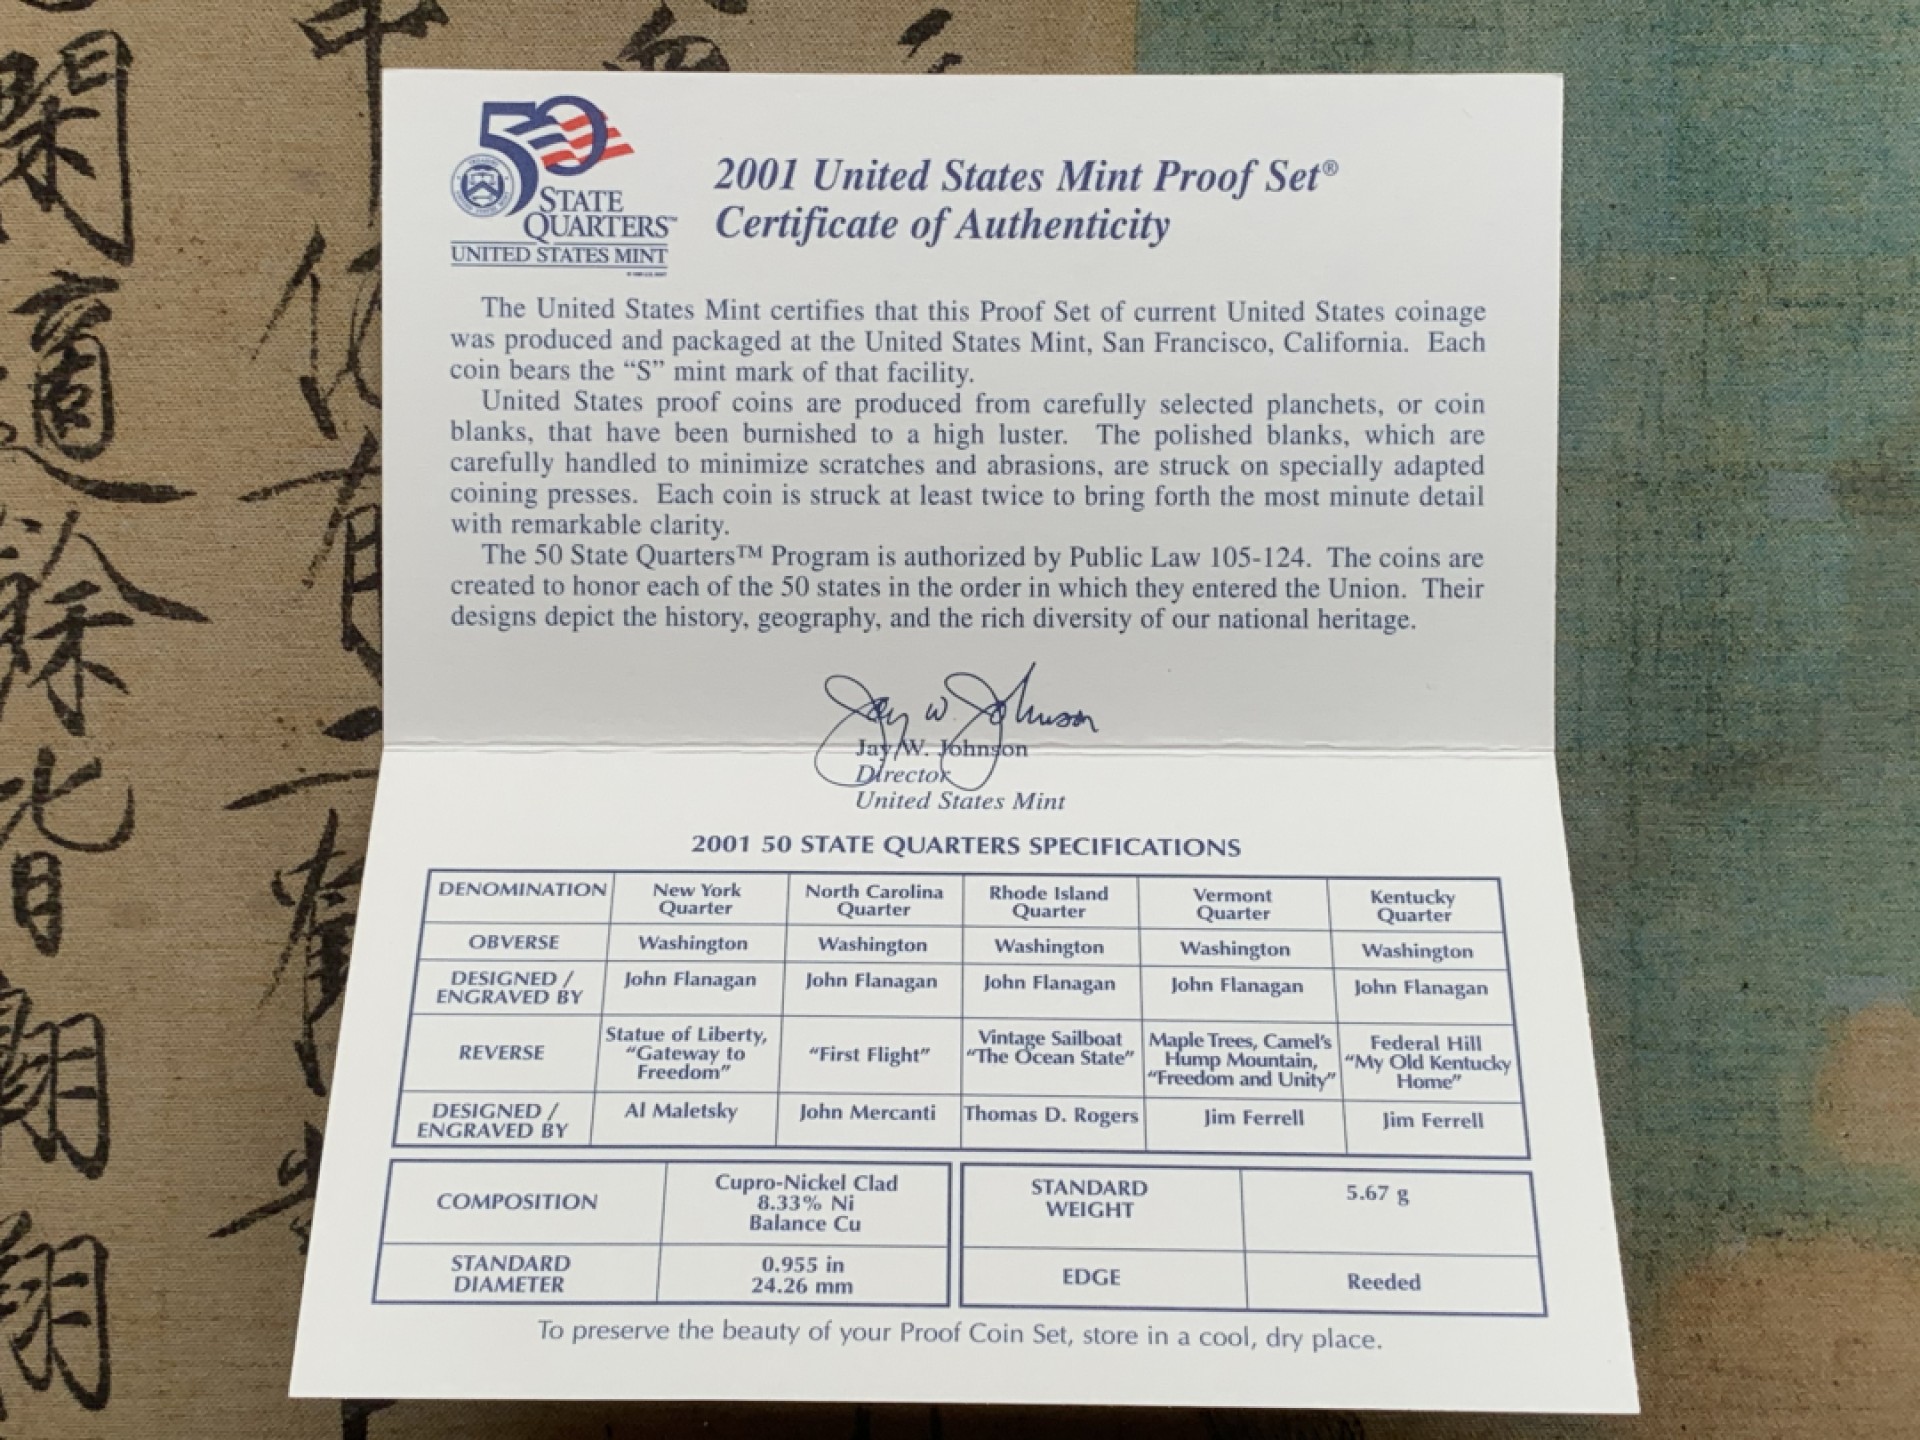 50
STATE
QUARTERS™
UNITED STATES MINT
2001 United States Mint Proof Set®
Certificate of Authenticity
The United States Mint certifies that this Proof Set of current United States coinage
was produced and packaged at the United States Mint, San Francisco, California. Each
coin bears the “S” mint mark of that facility.
United States proof coins are produced from carefully selected planchets, or coin
blanks, that have been burnished to a high luster. The polished blanks, which are
carefully handled to minimize scratches and abrasions, are struck on specially adapted
coining presses. Each coin is struck at least twice to bring forth the most minute detail
with remarkable clarity.
The 50 State Quarters™ Program is authorized by Public Law 105-124. The coins are
created to honor each of the 50 states in the order in which they entered the Union. Their
designs depict the history, geography, and the rich diversity of our national heritage.
Jay W. Johnson
Jay W. Johnson
Director
United States Mint
2001 50 STATE QUARTERS SPECIFICATIONS
DENOMINATION New York Quarter North Carolina Quarter Rhode Island Quarter Vermont Quarter Kentucky Quarter
OBVERSE Washington Washington Washington Washington Washington
DESIGNED / ENGRAVED BY John Flanagan John Flanagan John Flanagan John Flanagan John Flanagan
REVERSE Statue of Liberty, “Gateway to Freedom” “First Flight” Vintage Sailboat “The Ocean State” Maple Trees, Camel's Hump Mountain, “Freedom and Unity” Federal Hill “My Old Kentucky Home”
DESIGNED / ENGRAVED BY Al Maletsky John Mercanti Thomas D. Rogers Jim Ferrell Jim Ferrell
COMPOSITION Cupro-Nickel Clad 8.33% Ni Balance Cu
STANDARD WEIGHT 5.67 g
STANDARD DIAMETER 0.955 in 24.26 mm
EDGE Reeded
To preserve the beauty of your Proof Coin Set, store in a cool, dry place.